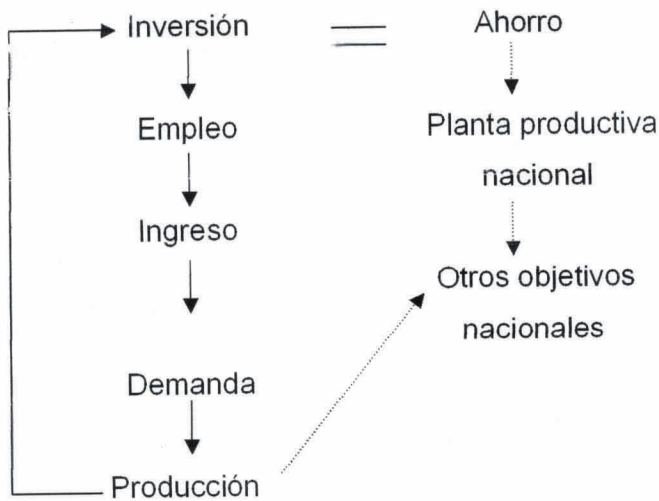 Inversión = Ahorro
Empleo
Planta productiva
nacional
Ingreso
Otros objetivos
nacionales
Demanda
Producción